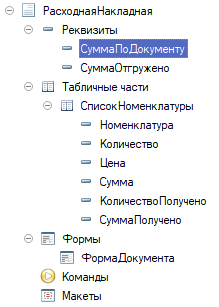 РасходнаяНакладная
Реквизиты
СуммаПоДокументу
СуммаОтгружено
Табличные части
СписокНоменклатуры
Номенклатура
Количество
Цена
Сумма
КоличествоПолучено
СуммаПолучено
Формы
ФормаДокумента
Команды
Макеты